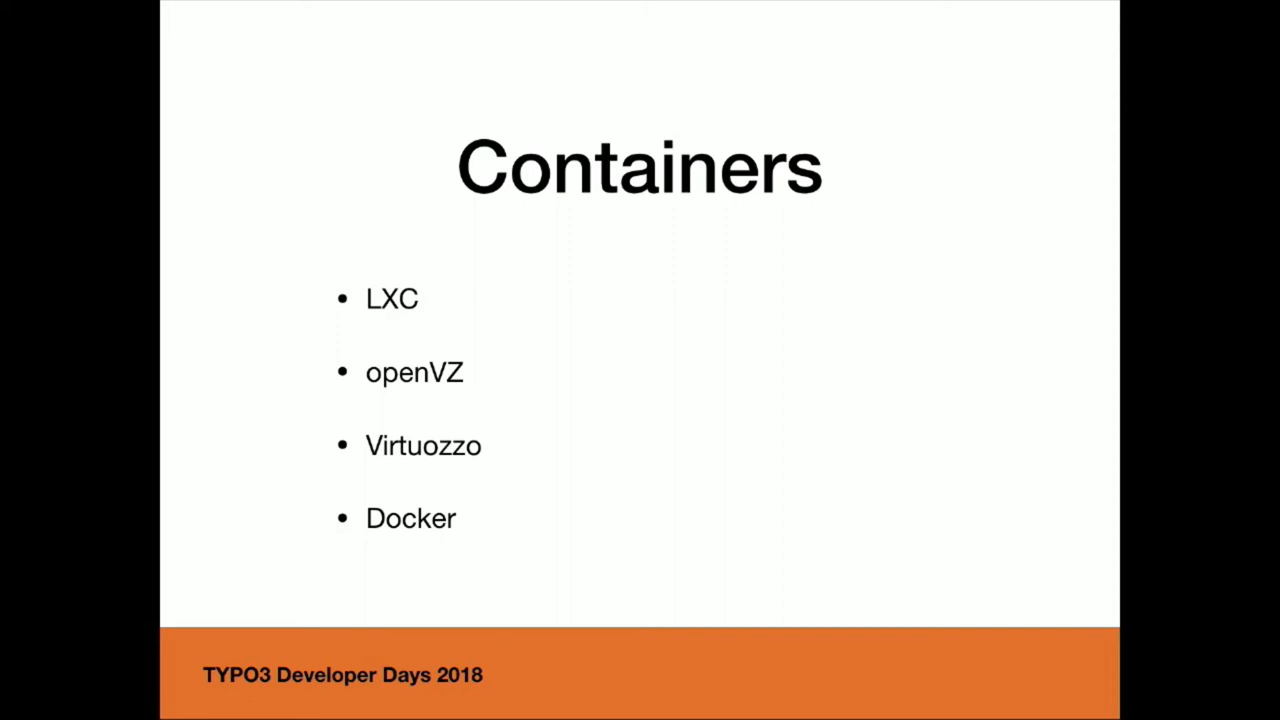 Containers
• LXC
• openVZ
• Virtuozzo
• Docker
TYPO3 Developer Days 2018